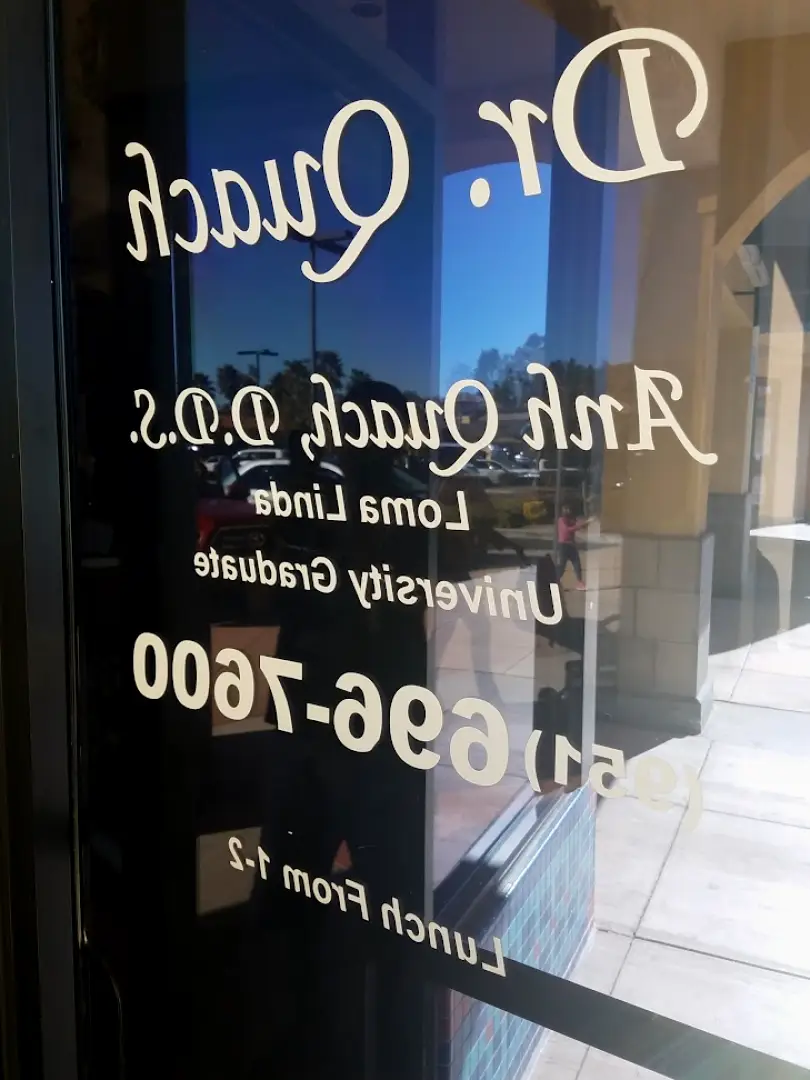 Dr. Quach
Anh Quach, D.D.S.
Loma Linda
University Graduate
(951) 696-7600
Lunch From 1-2